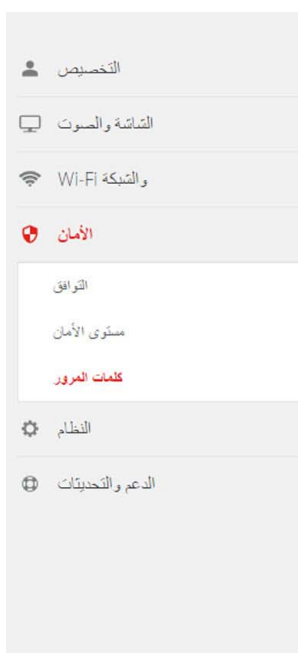 التخصيص
الشاشة والصوت
والشبكة Wi-Fi
الأمان
التوافق
مستوى الأمان
كلمات المرور
النظام
الدعم والتحديثات